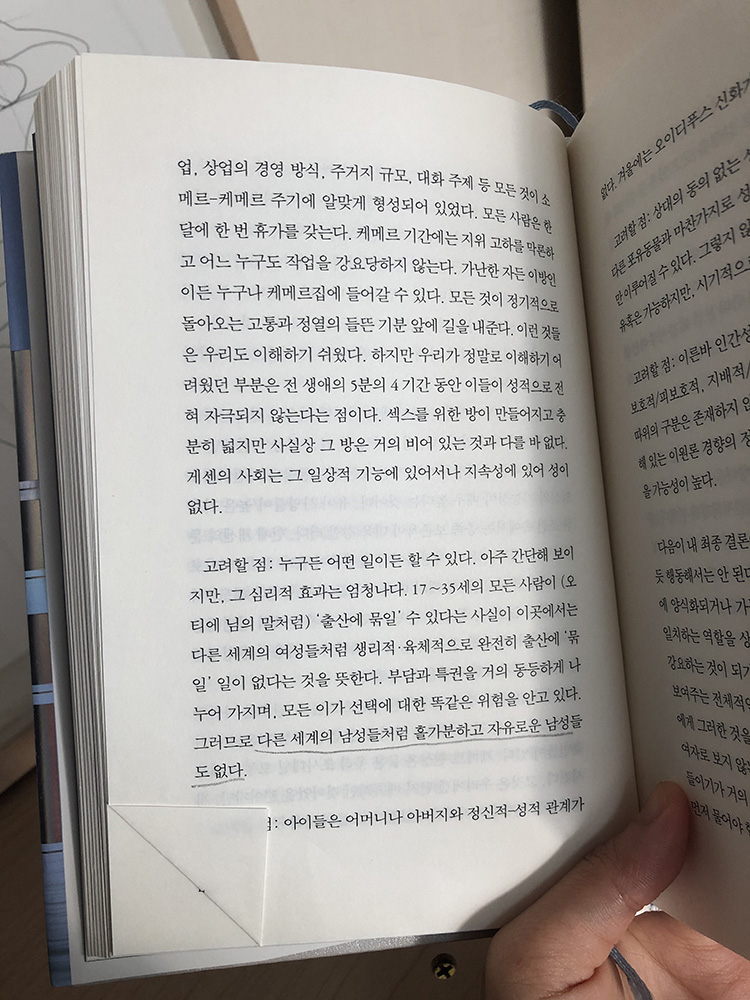 업, 상업의 경영 방식, 주거지 규모, 대화 주제 등 모든 것이 소
메르-케메르 주기에 알맞게 형성되어 있었다. 모든 사람은 한
달에 한 번 휴가를 갖는다. 케메르 기간에는 지위 고하를 막론하
고 어느 누구도 작업을 강요당하지 않는다. 가난한 자든 이방인
이든 누구나 케메르집에 들어갈 수 있다. 모든 것이 정기적으로
돌아오는 고통과 정열의 들뜬 기분 앞에 길을 내준다. 이런 것들
은 우리도 이해하기 쉬웠다. 하지만 우리가 정말로 이해하기 어
려웠던 부분은 전 생애의 5분의 4 기간 동안 이들이 성적으로 전
혀 자극되지 않는다는 점이다. 섹스를 위한 방이 만들어지고 충
분히 넓지만 사실상 그 방은 거의 비어 있는 것과 다를 바 없다.
게센의 사회는 그 일상적 기능에 있어서나 지속성에 있어 성이
없다.
고려할 점: 누구든 어떤 일이든 할 수 있다. 아주 간단해 보이
지만, 그 심리적 효과는 엄청나다. 17~35세의 모든 사람이 (오
티에 님의 말처럼) ‘출산에 묶일’ 수 있다는 사실이 이곳에서는
다른 세계의 여성들처럼 생리적·육체적으로 완전히 출산에 ‘묶
일’ 일이 없다는 것을 뜻한다. 부담과 특권을 거의 동등하게 나
누어 가지며, 모든 이가 선택에 대한 똑같은 위험을 안고 있다.
그러므로 다른 세계의 남성들처럼 홀가분하고 자유로운 남성들
도 없다.
점: 아이들은 어머니나 아버지와 정신적-성적 관계가
없다. 겨울에는 오이디푸스 신화가
고려할 점: 상대의 동의 없는
다른 포유동물과 마찬가지로
만 이루어질 수 있다. 그렇지 않
유혹은 가능하지만, 시기적으로
고려할 점: 이른바 인간성
보호적/피보호적, 지배적/
따위의 구분은 존재하지 않
해 있는 이원론 경향의
을 가능성이 높다.
다음이 내 최종 결론
듯 행동해서는 안 된다
에 양식화되거나
일치하는 역할을
강요하는 것이 되
보여주는 전체적인
에게 그러한 것을
여자로 보지 않
들이기가 거의
먼저 물어야